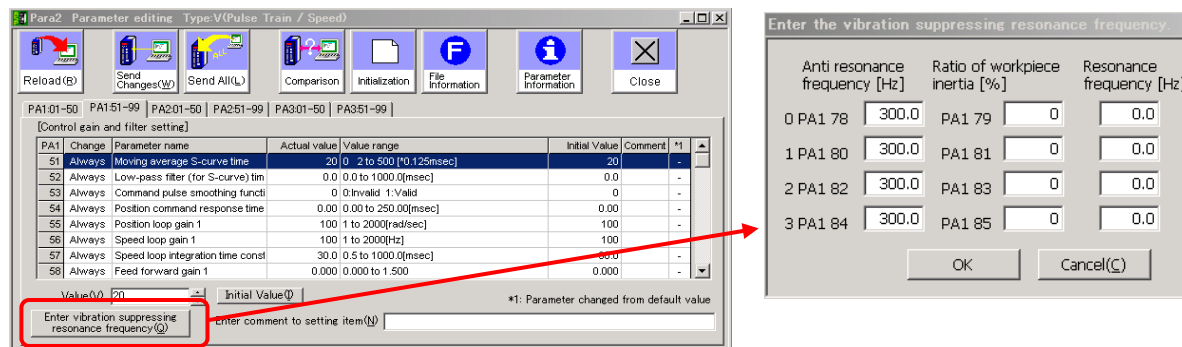 Para2 Parameter editing Type:V(Pulse Train / Speed)
Reload(R)
Send Changes(W)
Send All(L)
Comparison
Initialization
File Information
Parameter Information
Close
PA1:01-50 PA1:51-99 PA2:01-50 PA2:51-99 PA3:01-50 PA3:51-99
[Control gain and filter setting]
PA1 Change Parameter name Actual value Value range Initial Value Comment *1
51 Always Moving average S-curve time 20 0 2 to 500 [*0.125msec] 20 -
52 Always Low-pass filter (for S-curve) tim 0.0 0.0 to 1000.0[msec] 0.0 -
53 Always Command pulse smoothing functi 0 0:Invalid 1:Valid 0 -
54 Always Position command response time 0.00 0.00 to 250.00[msec] 0.00 -
55 Always Position loop gain 1 100 1 to 2000[rad/sec] 100 -
56 Always Speed loop gain 1 100 1 to 2000[Hz] 100 -
57 Always Speed loop integration time const 30.0 0.5 to 1000.0[msec] 30.0 -
58 Always Feed forward gain 1 0.000 0.000 to 1.500 0.000 -
Value(V) 20 Initial Value(I) *1: Parameter changed from default value
Enter vibration suppressing
resonance frequency(Q)
Enter comment to setting item(N)
Enter the vibration suppressing resonance frequency.
Anti resonance frequency [Hz]
Ratio of workpiece inertia [%]
Resonance frequency [Hz]
0 PA1 78 300.0 PA1 79 0 0.0
1 PA1 80 300.0 PA1 81 0 0.0
2 PA1 82 300.0 PA1 83 0 0.0
3 PA1 84 300.0 PA1 85 0 0.0
OK Cancel(C)